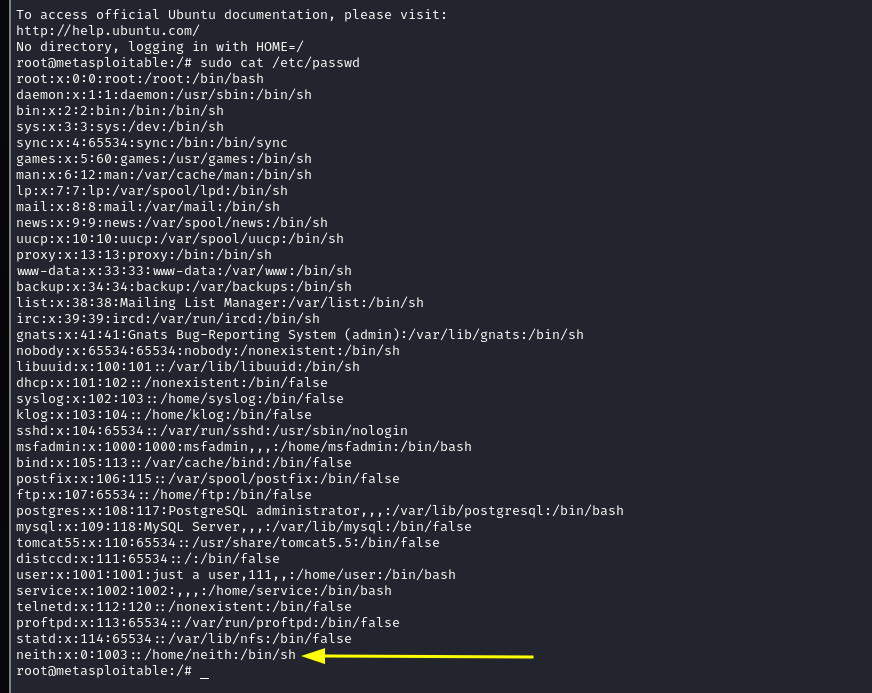 To access official Ubuntu documentation, please visit:
http://help.ubuntu.com/
No directory, logging in with HOME=/
root@metasploitable:/# sudo cat /etc/passwd
root:x:0:0:root:/root:/bin/bash
daemon:x:1:1:daemon:/usr/sbin:/bin/sh
bin:x:2:2:bin:/bin:/bin/sh
sys:x:3:3:sys:/dev:/bin/sh
sync:x:4:65534:sync:/bin:/bin/sync
games:x:5:60:games:/usr/games:/bin/sh
man:x:6:12:man:/var/cache/man:/bin/sh
lp:x:7:7:lp:/var/spool/lpd:/bin/sh
mail:x:8:8:mail:/var/mail:/bin/sh
news:x:9:9:news:/var/spool/news:/bin/sh
uucp:x:10:10:uucp:/var/spool/uucp:/bin/sh
proxy:x:13:13:proxy:/bin:/bin/sh
www-data:x:33:33:www-data:/var/www:/bin/sh
backup:x:34:34:backup:/var/backups:/bin/sh
list:x:38:38:Mailing List Manager:/var/list:/bin/sh
irc:x:39:39:ircd:/var/run/ircd:/bin/sh
gnats:x:41:41:Gnats Bug-Reporting System (admin):/var/lib/gnats:/bin/sh
nobody:x:65534:65534:nobody:/nonexistent:/bin/sh
libuuid:x:100:101::/var/lib/libuuid:/bin/sh
dhcp:x:101:102::/nonexistent:/bin/false
syslog:x:102:103::/home/syslog:/bin/false
klog:x:103:104::/home/klog:/bin/false
sshd:x:104:65534::/var/run/sshd:/usr/sbin/nologin
msfadmin:x:1000:1000:msfadmin,,,:/home/msfadmin:/bin/bash
bind:x:105:113::/var/cache/bind:/bin/false
postfix:x:106:115::/var/spool/postfix:/bin/false
ftp:x:107:65534::/home/ftp:/bin/false
postgres:x:108:117:PostgreSQL administrator,,,:/var/lib/postgresql:/bin/bash
mysql:x:109:118:MySQL Server,,,:/var/lib/mysql:/bin/false
tomcat55:x:110:65534::/usr/share/tomcat5.5:/bin/false
distccd:x:111:65534::/:/bin/false
user:x:1001:1001:just a user,111,,:/home/user:/bin/bash
service:x:1002:1002:,,,:/home/service:/bin/bash
telnetd:x:112:120::/nonexistent:/bin/false
proftpd:x:113:65534::/var/run/proftpd:/bin/false
statd:x:114:65534::/var/lib/nfs:/bin/false
neith:x:0:1003::/home/neith:/bin/sh
root@metasploitable:/# _